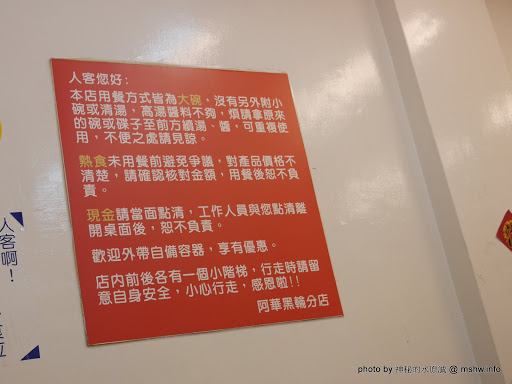 人客您好:
本店用餐方式皆為大碗，沒有另外附小
碗或清湯，高湯醬料不夠，煩請拿原來
的碗或碟子至前方續湯、醬，可重複使
用，不便之處請見諒。
熟食未用餐前避免爭議，對產品價格不
清楚，請確認核對金額，用餐後恕不負
責。
現金請當面點清，工作人員與您點清離
開桌面後，恕不負責。
歡迎外帶自備容器，享有優惠。
店內前後各有一個小階梯，行走時請留
意自身安全，小心行走，感恩啦!!
阿華黑輪分店
人客啊!
photo by 神秘的水瓶滅 @ mshw.info